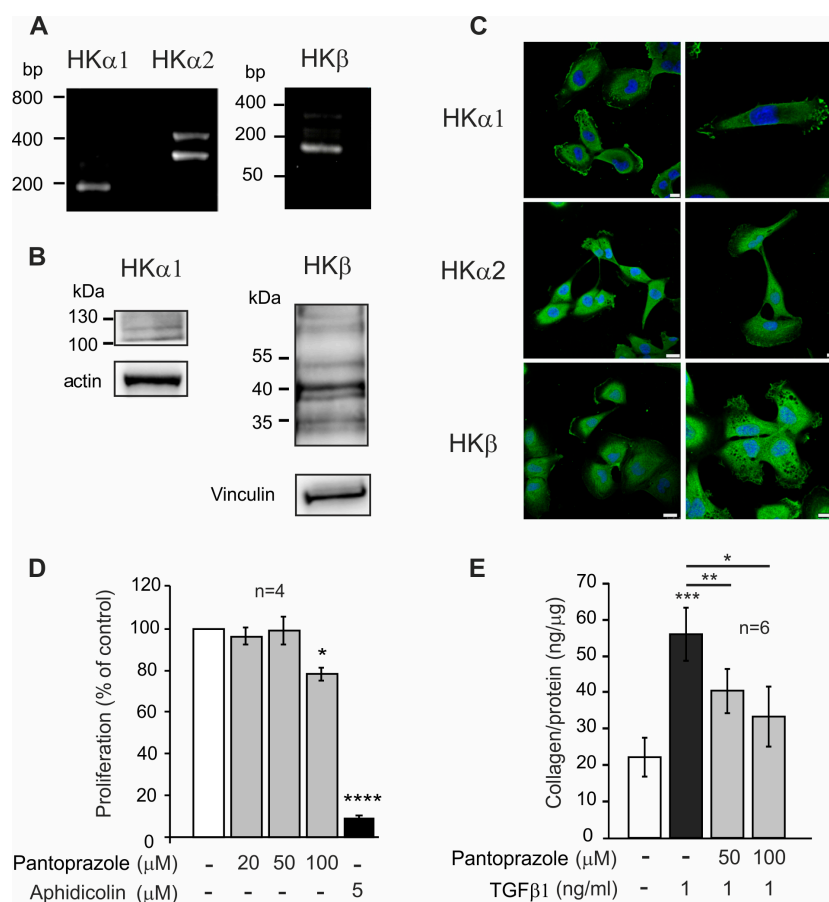 A
HKα1 HKα2
bp
800
400
200
HKβ
bp
400
200
50
B
HKα1
kDa
130
100
actin
HKβ
kDa
55
40
35
Vinculin
C
HKα1
HKα2
HKβ
D
n=4
Proliferation (% of control)
120
100
80
60
40
20
0
*
****
Pantoprazole (μM) - 20 50 100 -
Aphidicolin - - - - 5
E
n=6
Collagen/protein (ng/μg)
70
60
50
40
30
20
10
0
*
**
***
Pantoprazole (μM) - - 50 100
TGFβ1 (ng/ml) - 1 1 1